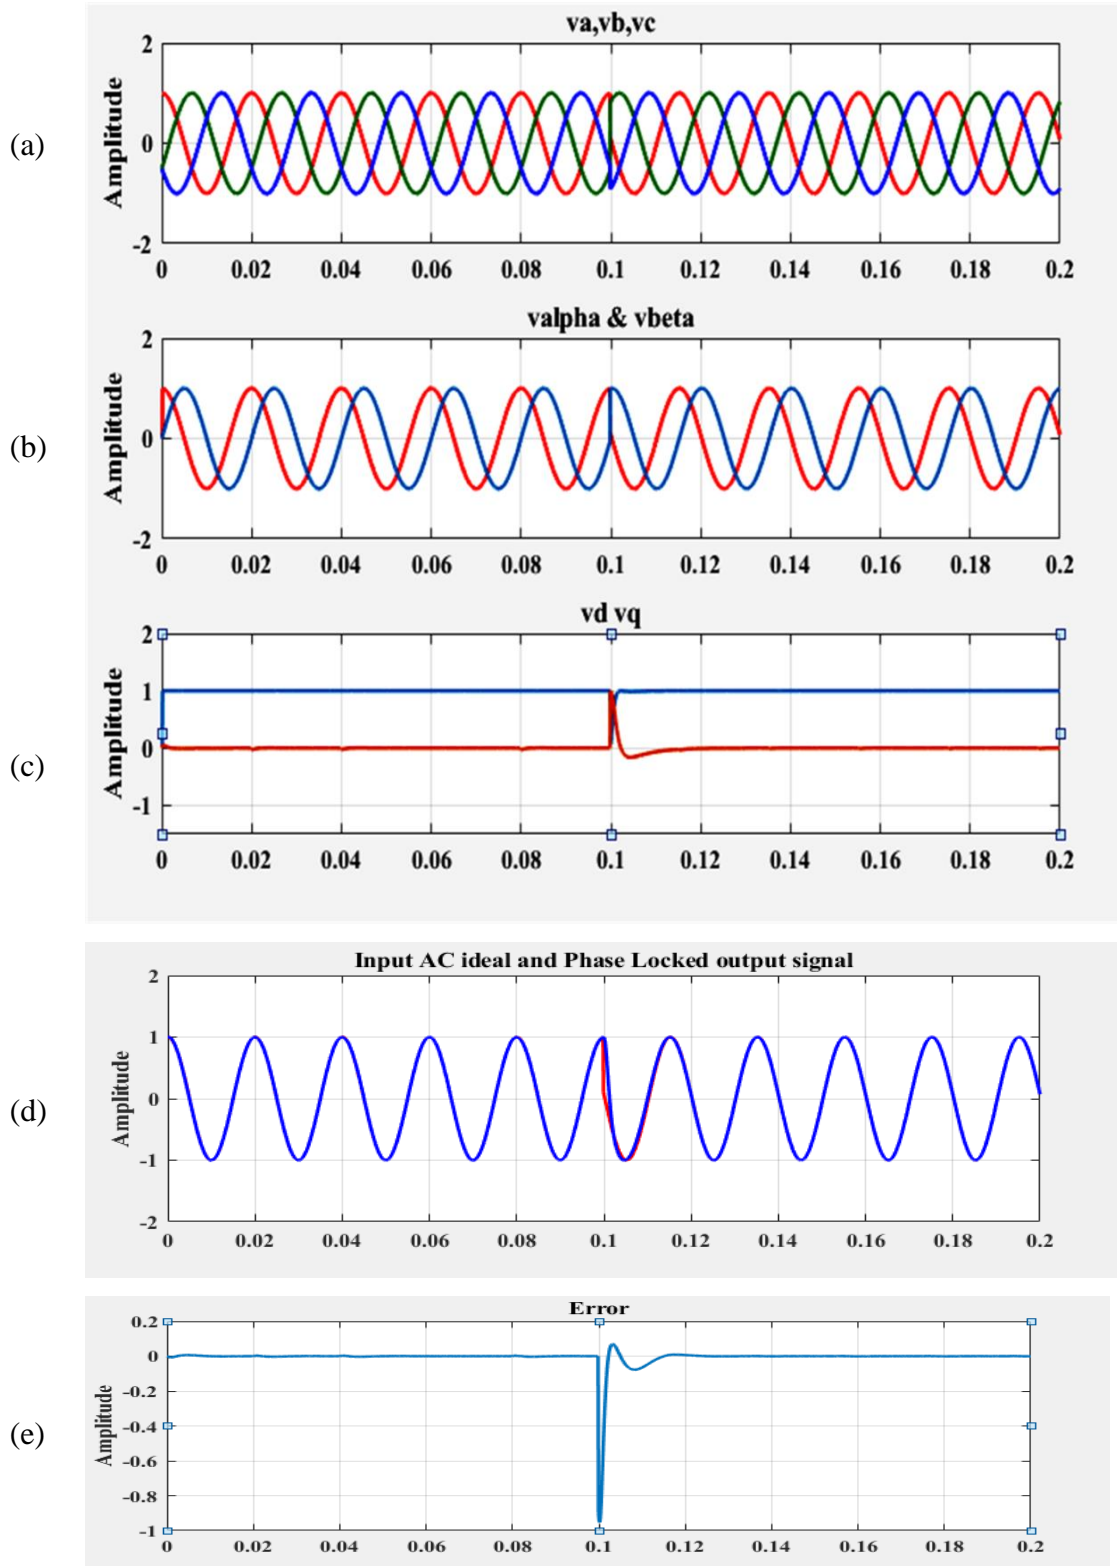 va,vb,vc
(a)
Amplitude
2
0
-2
0 0.02 0.04 0.06 0.08 0.1 0.12 0.14 0.16 0.18 0.2
valpha & vbeta
(b)
Amplitude
2
0
-2
0 0.02 0.04 0.06 0.08 0.1 0.12 0.14 0.16 0.18 0.2
vd vq
(c)
Amplitude
2
1
0
-1
0 0.02 0.04 0.06 0.08 0.1 0.12 0.14 0.16 0.18 0.2
Input AC ideal and Phase Locked output signal
(d)
Amplitude
2
1
0
-1
-2
0 0.02 0.04 0.06 0.08 0.1 0.12 0.14 0.16 0.18 0.2
Error
(e)
Amplitude
0.2
0
-0.2
-0.4
-0.6
-0.8
-1
0 0.02 0.04 0.06 0.08 0.1 0.12 0.14 0.16 0.18 0.2